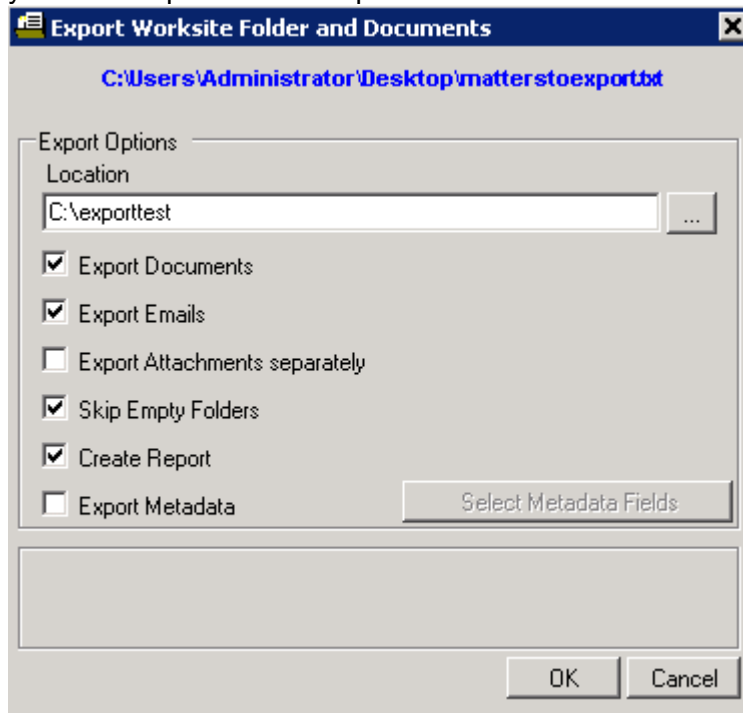 Export Worksite Folder and Documents
C:\Users\Administrator\Desktop\matterstoexport.txt
Export Options
Location
C:\exporttest
...
Export Documents
Export Emails
Export Attachments separately
Skip Empty Folders
Create Report
Export Metadata Select Metadata Fields
OK Cancel